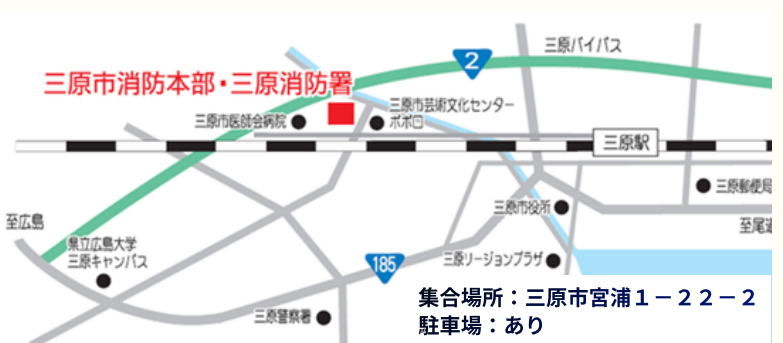 三原バイパス
2
三原市消防本部・三原消防署
三原市芸術文化センター
ポポロ
三原市医師会病院
三原駅
三原郵便局
三原市役所
至広島
至尾道
県立広島大学
三原キャンパス
三原リージョンプラザ
185
集合場所：三原市宮浦１－２２－２
三原警察署
駐車場：あり